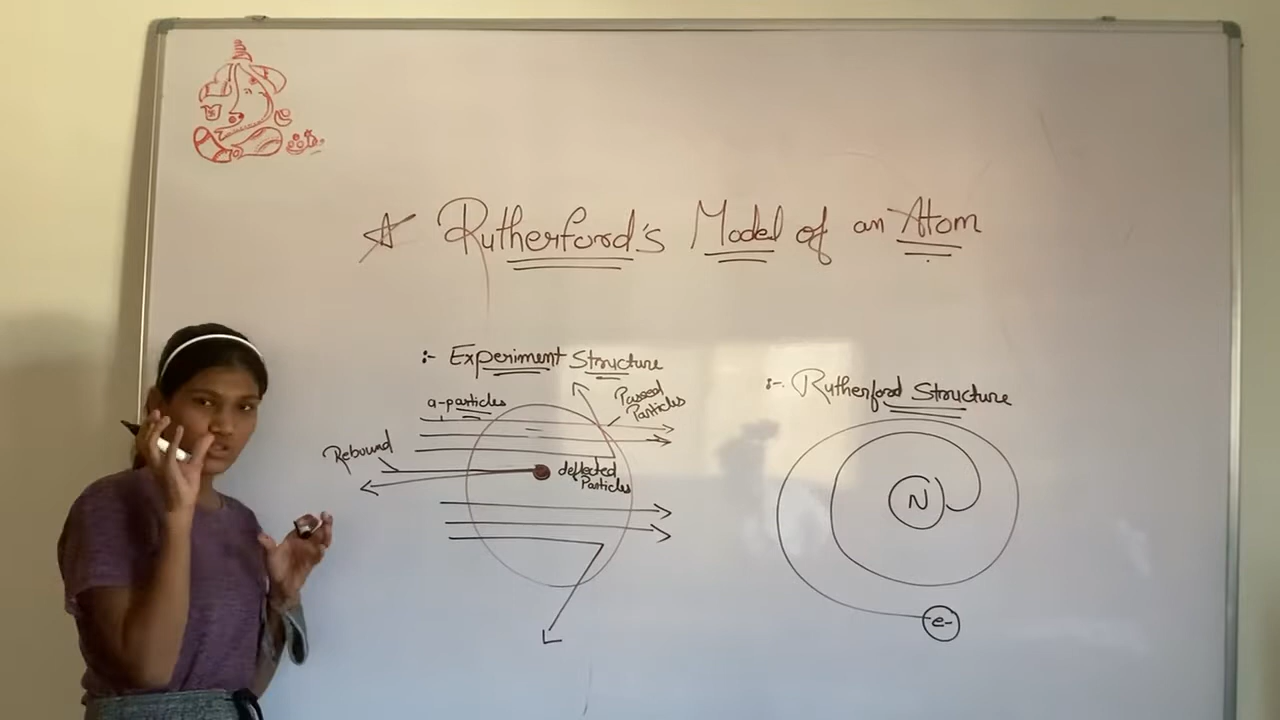 ☆ Rutherford's Model of an Atom
:- Experiment Structure
a-particles
Passed
Particles
Rebound
deflected
Particles
:- Rutherford Structure
N
e-